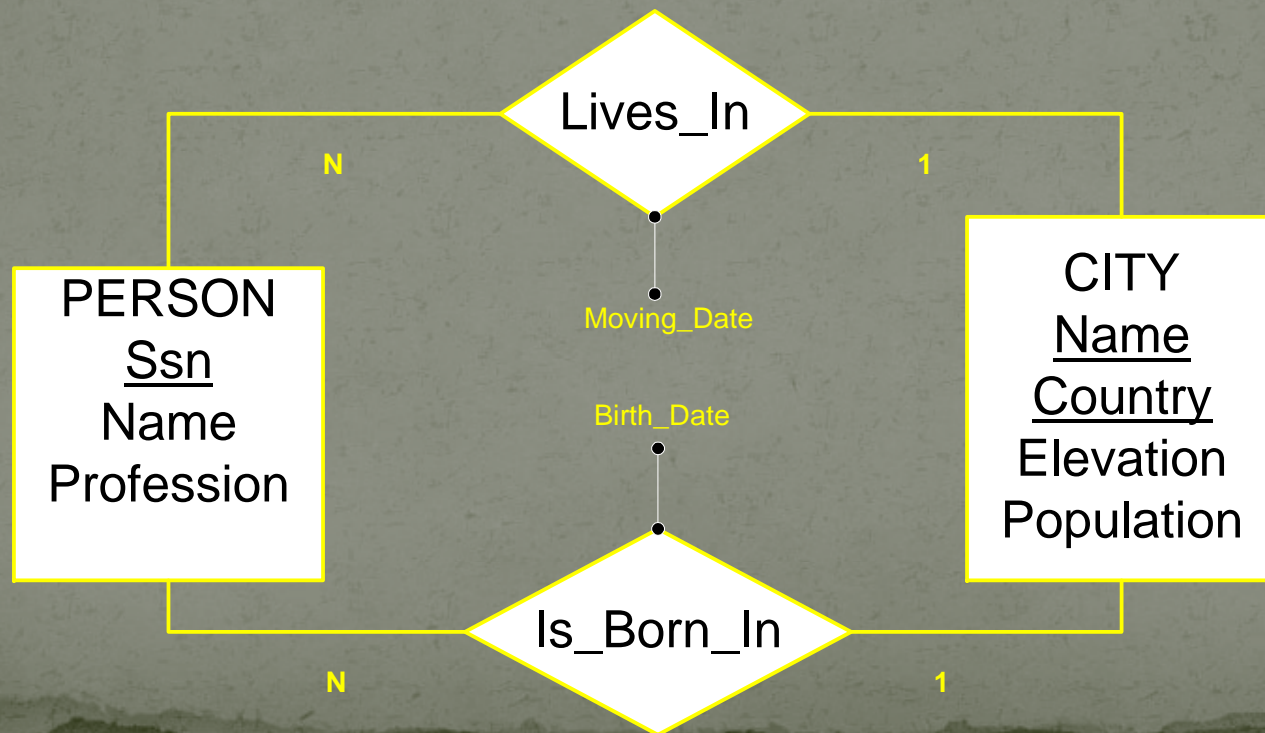 Lives_In
N
1
Moving_Date
PERSON
Ssn
Name
Profession
CITY
Name
Country
Elevation
Population
Birth_Date
Is_Born_In
N
1